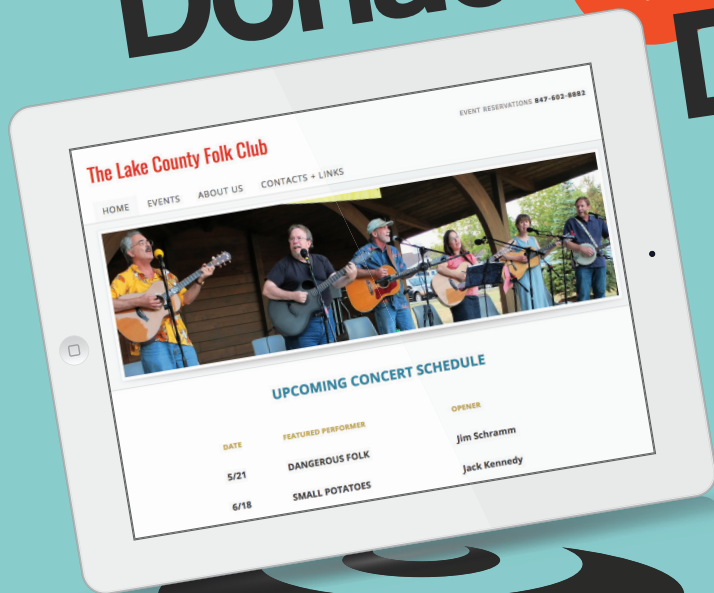 The Lake County Folk Club
EVENT RESERVATIONS 847-602-8882
HOME EVENTS ABOUT US CONTACTS + LINKS
UPCOMING CONCERT SCHEDULE
DATE FEATURED PERFORMER OPENER
5/21 DANGEROUS FOLK Jim Schramm
6/18 SMALL POTATOES Jack Kennedy